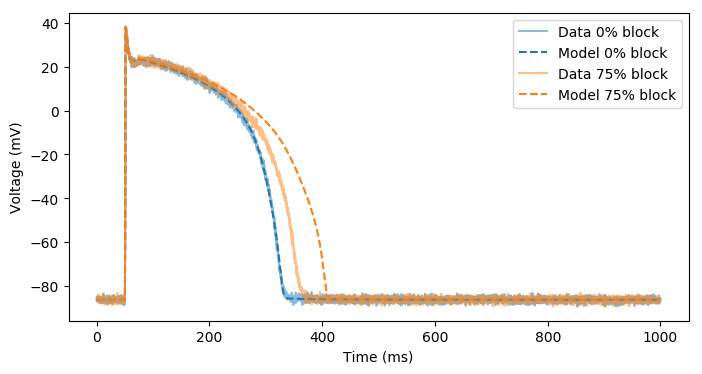 40
20
0
−20
−40
−60
−80
Voltage (mV)
0
200
400
600
800
1000
Time (ms)
Data 0% block
Model 0% block
Data 75% block
Model 75% block